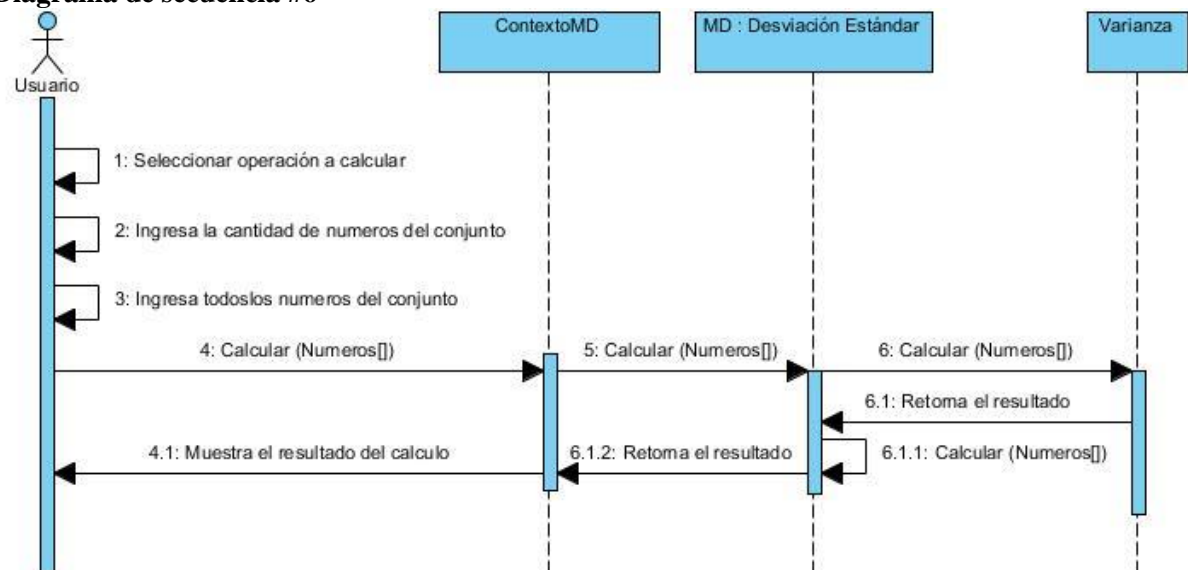 Diagrama de secuencia #6
ContextoMD
MD : Desviación Estándar
Varianza
Usuario
1: Seleccionar operación a calcular
2: Ingresa la cantidad de numeros del conjunto
3: Ingresa todoslos numeros del conjunto
4: Calcular (Numeros[])
5: Calcular (Numeros[])
6: Calcular (Numeros[])
6.1: Retorna el resultado
4.1: Muestra el resultado del calculo
6.1.2: Retorna el resultado
6.1.1: Calcular (Numeros[])